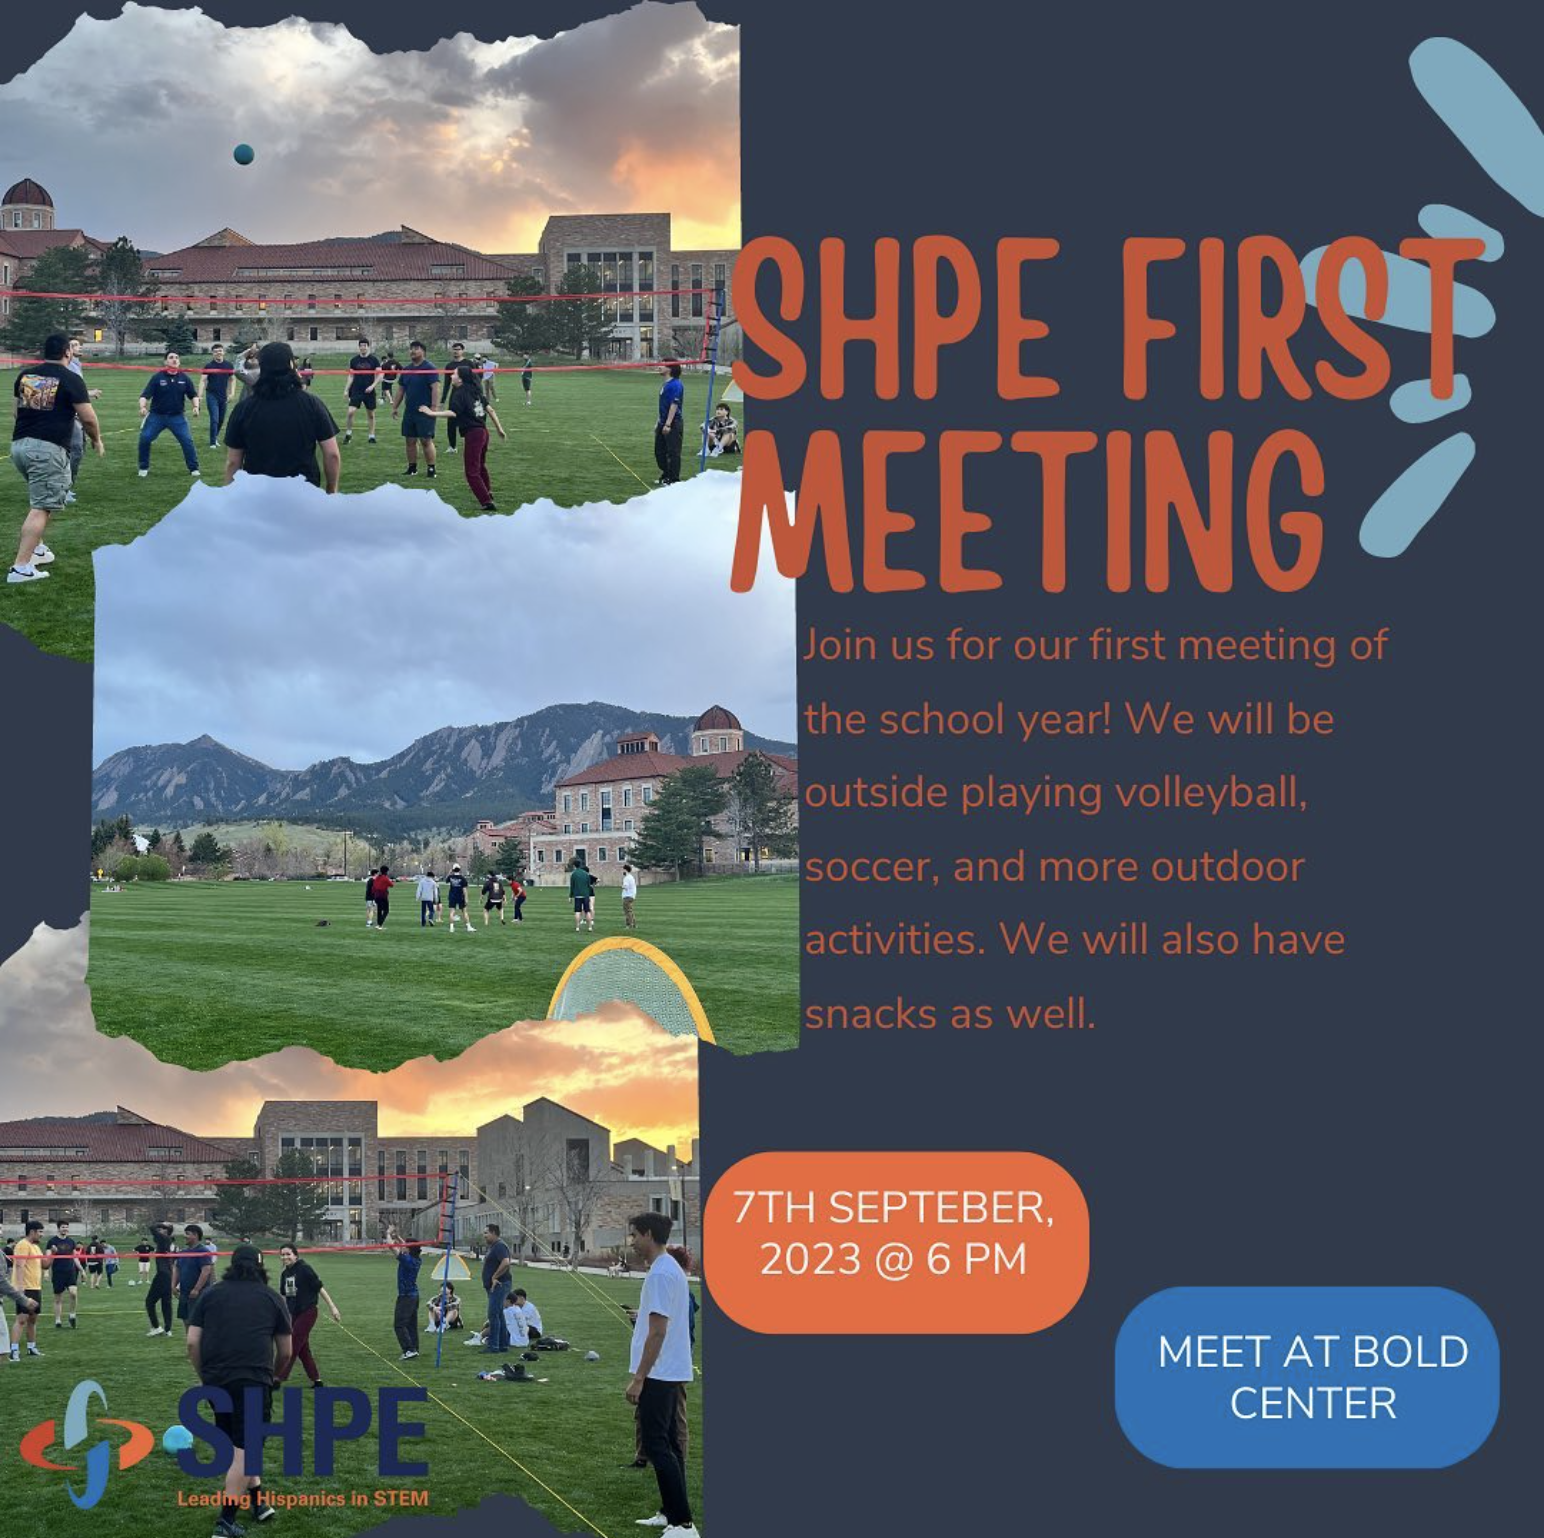 SHPE FIRST
MEETING
Join us for our first meeting of
the school year! We will be
outside playing volleyball,
soccer, and more outdoor
activities. We will also have
snacks as well.
7TH SEPTEBER,
2023 @ 6 PM
MEET AT BOLD
CENTER
SHPE
Leading Hispanics in STEM